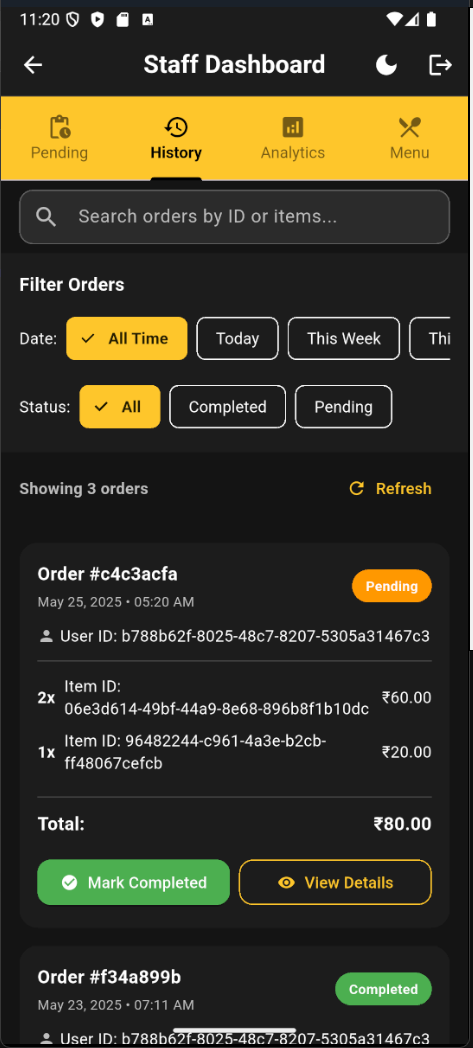 11:20 A
Staff Dashboard
Pending History Analytics Menu
Search orders by ID or items...
Filter Orders
Date: All Time Today This Week Thi
Status: All Completed Pending
Showing 3 orders Refresh
Order #c4c3acfa
Pending
May 25, 2025 • 05:20 AM
User ID: b788b62f-8025-48c7-8207-5305a31467c3
2x Item ID: ₹60.00
06e3d614-49bf-44a9-8e68-896b8f1b10dc
1x Item ID: 96482244-c961-4a3e-b2cb- ₹20.00
ff48067cefcb
Total: ₹80.00
Mark Completed View Details
Order #f34a899b
Completed
May 23, 2025 • 07:11 AM
User ID: b788b62f-8025-48c7-8207-5305a31467c3